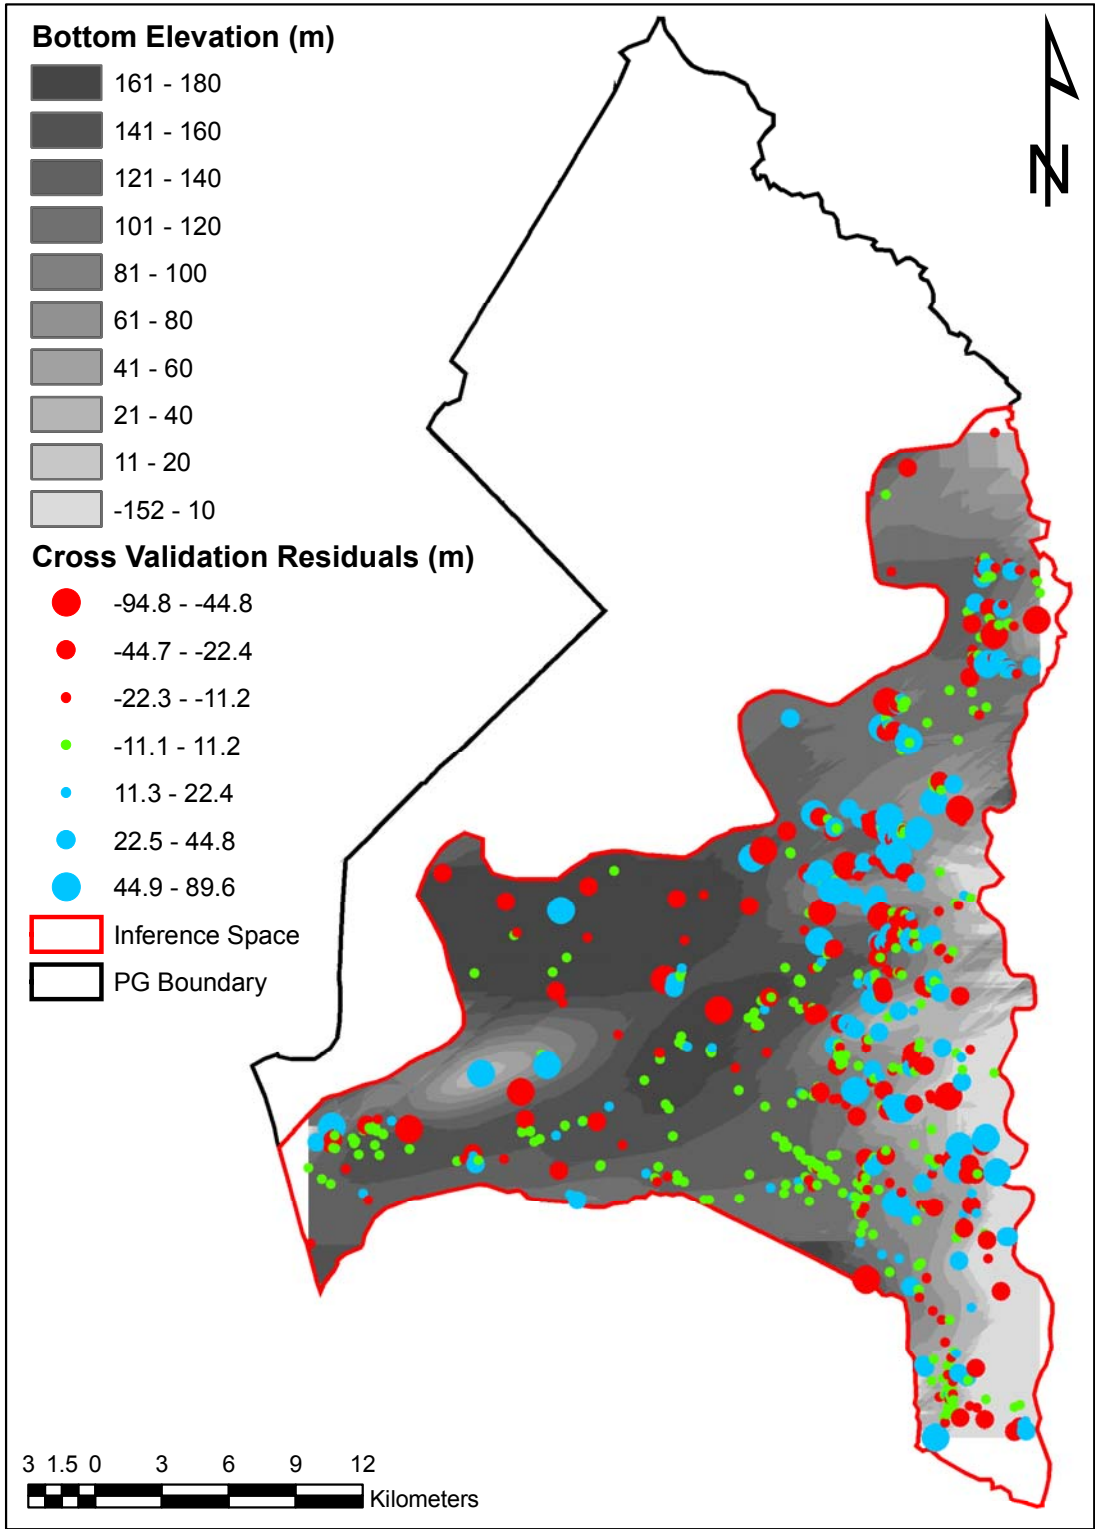 Bottom Elevation (m)
161 - 180
141 - 160
121 - 140
101 - 120
81 - 100
61 - 80
41 - 60
21 - 40
11 - 20
-152 - 10
Cross Validation Residuals (m)
-94.8 - -44.8
-44.7 - -22.4
-22.3 - -11.2
-11.1 - 11.2
11.3 - 22.4
22.5 - 44.8
44.9 - 89.6
Inference Space
PG Boundary
N
3 1.5 0 3 6 9 12
Kilometers